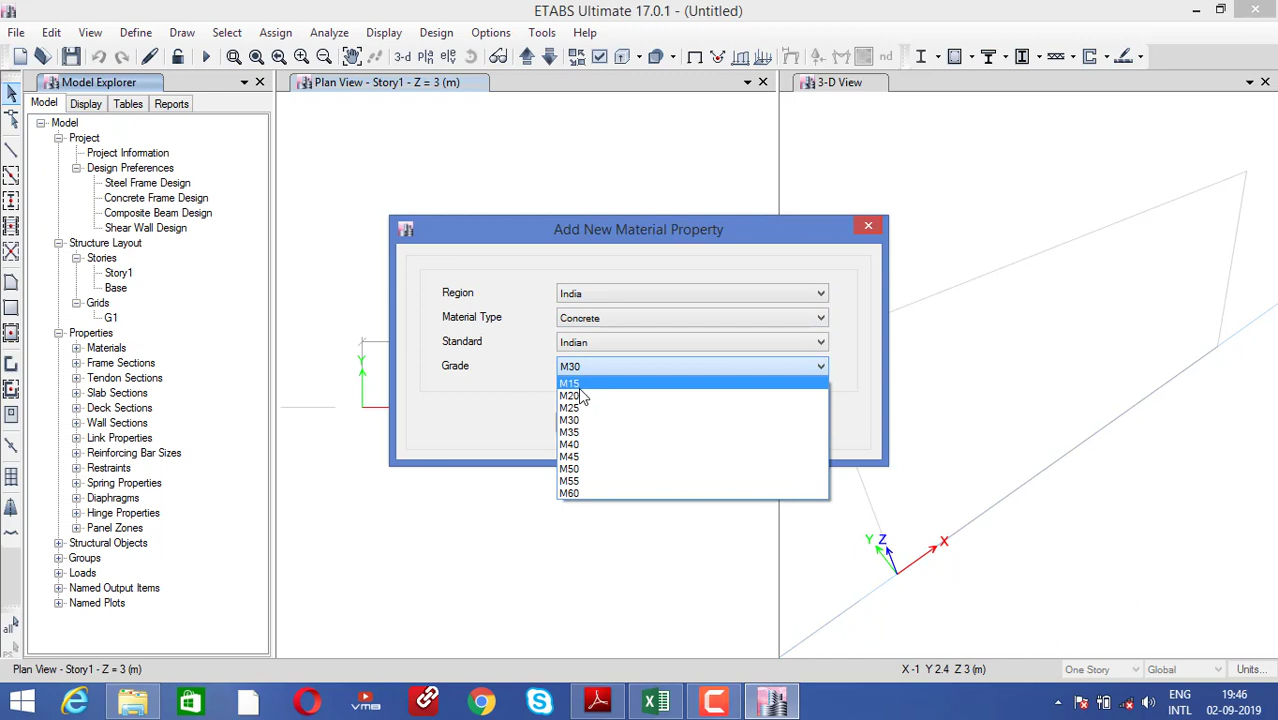 ETABS Ultimate 17.0.1 - (Untitled)
File Edit View Define Draw Select Assign Analyze Display Design Options Tools Help
3-d pla ele nd
Model Explorer
Plan View - Story1 - Z = 3 (m)
3-D View
Model Display Tables Reports
Model
Project
Project Information
Design Preferences
Steel Frame Design
Concrete Frame Design
Composite Beam Design
Shear Wall Design
Structure Layout
Stories
Story1
Base
Grids
G1
Properties
Materials
Frame Sections
Tendon Sections
Slab Sections
Deck Sections
Wall Sections
Link Properties
Reinforcing Bar Sizes
Restraints
Spring Properties
Diaphragms
Hinge Properties
Panel Zones
Structural Objects
Groups
Loads
Named Output Items
Named Plots
all
Y
Add New Material Property
Region India
Material Type Concrete
Standard Indian
Grade M30
M15
M20
M25
M30
M35
M40
M45
M50
M55
M60
Y Z X
Plan View - Story1 - Z = 3 (m)
X -1 Y 2.4 Z 3 (m)
One Story
Global
Units...
vmb
ENG
INTL
19:46
02-09-2019